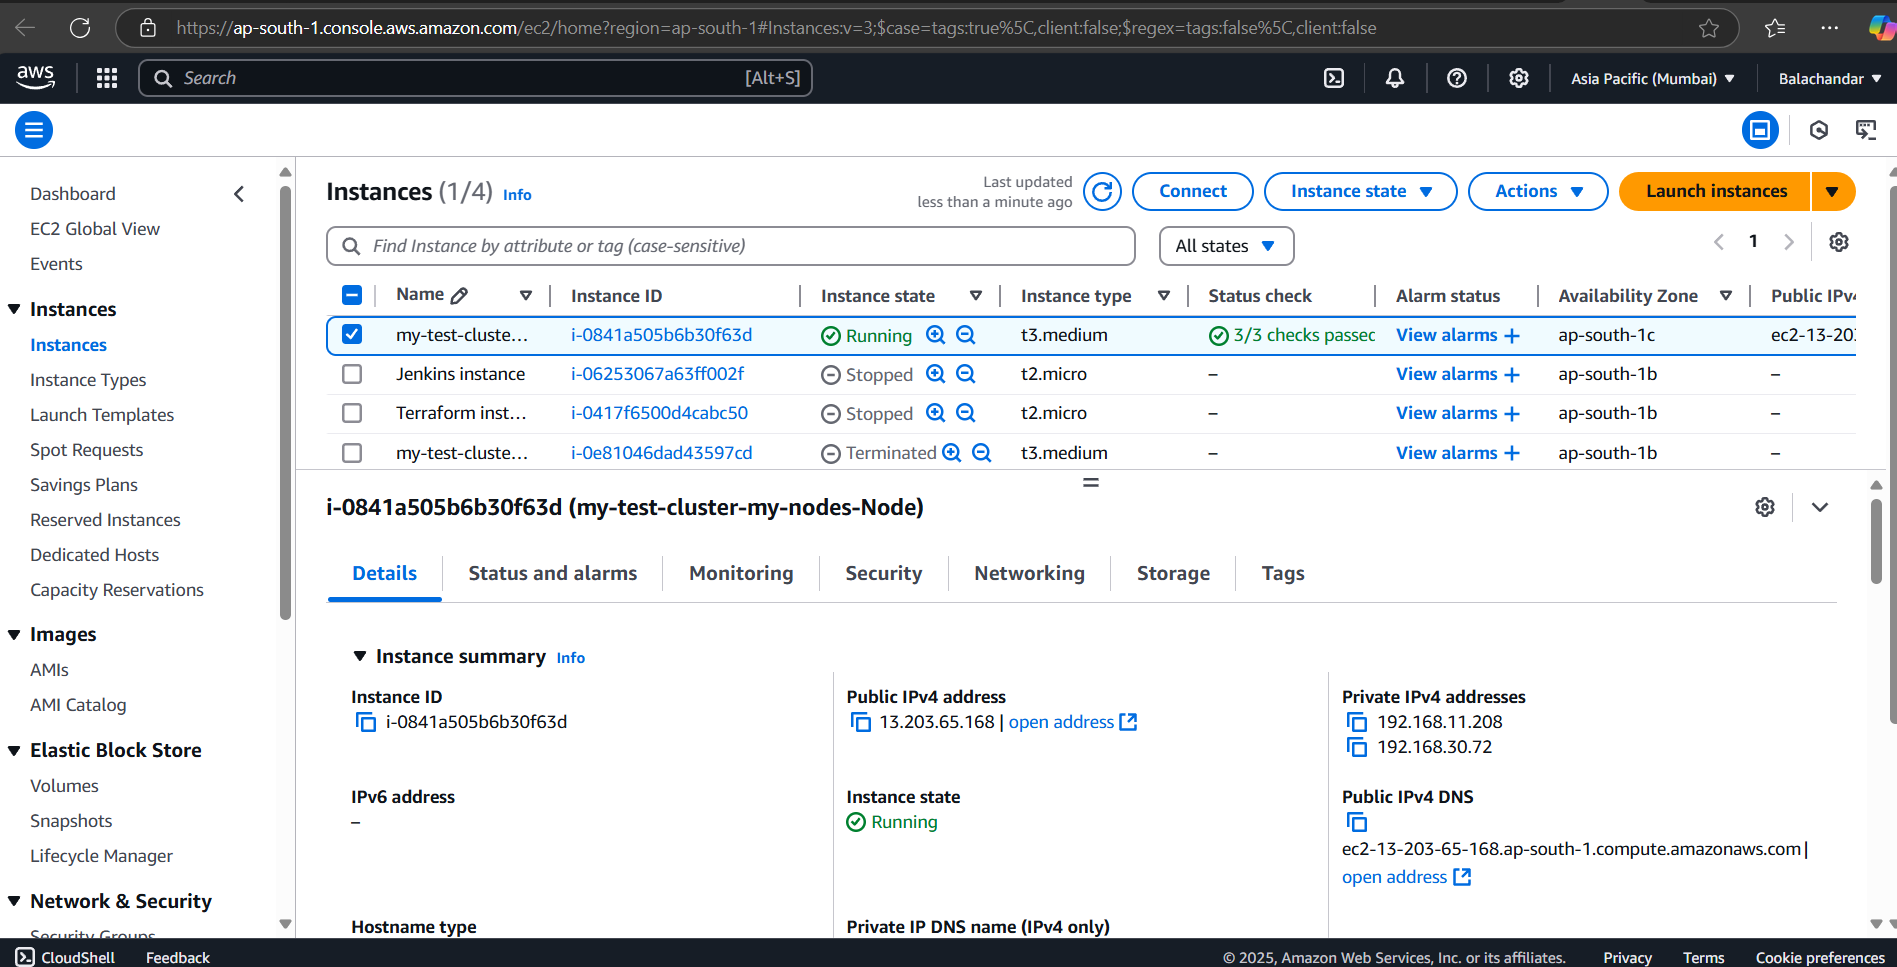 https://ap-south-1.console.aws.amazon.com/ec2/home?region=ap-south-1#Instances:v=3;$case=tags:true%5C,client:false;$regex=tags:false%5C,client:false
aws
Search
[Alt+S]
Asia Pacific (Mumbai)
Balachandar
Dashboard
EC2 Global View
Events
Instances
Instances
Instance Types
Launch Templates
Spot Requests
Savings Plans
Reserved Instances
Dedicated Hosts
Capacity Reservations
Images
AMIs
AMI Catalog
Elastic Block Store
Volumes
Snapshots
Lifecycle Manager
Network & Security
Security Groups
Instances (1/4) Info
Last updated
less than a minute ago
Connect
Instance state
Actions
Launch instances
Find Instance by attribute or tag (case-sensitive)
All states
1
Name Instance ID Instance state Instance type Status check Alarm status Availability Zone Public IPv4
my-test-cluste... i-0841a505b6b30f63d Running t3.medium 3/3 checks passec View alarms + ap-south-1c ec2-13-203
Jenkins instance i-06253067a63ff002f Stopped t2.micro – View alarms + ap-south-1b –
Terraform inst... i-0417f6500d4cabc50 Stopped t2.micro – View alarms + ap-south-1b –
my-test-cluste... i-0e81046dad43597cd Terminated t3.medium – View alarms + ap-south-1b –
i-0841a505b6b30f63d (my-test-cluster-my-nodes-Node)
Details
Status and alarms
Monitoring
Security
Networking
Storage
Tags
Instance summary Info
Instance ID
i-0841a505b6b30f63d
Public IPv4 address
13.203.65.168 | open address
Private IPv4 addresses
192.168.11.208
192.168.30.72
IPv6 address
–
Instance state
Running
Public IPv4 DNS
ec2-13-203-65-168.ap-south-1.compute.amazonaws.com |
open address
Hostname type
Private IP DNS name (IPv4 only)
CloudShell
Feedback
© 2025, Amazon Web Services, Inc. or its affiliates.
Privacy
Terms
Cookie preferences